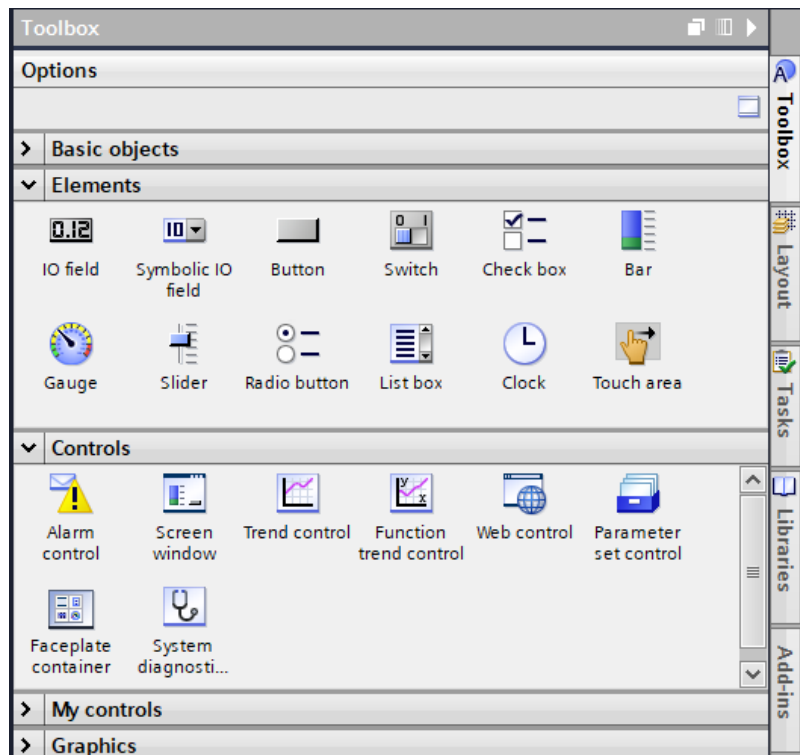 Toolbox
Options
Basic objects
Elements
0.12
IO field
10
Symbolic IO
field
Button
0 I
Switch
Check box
Bar
Gauge
Slider
Radio button
List box
Clock
Touch area
Controls
Alarm
control
Screen
window
Trend control
y
x
Function
trend control
Web control
Parameter
set control
Faceplate
container
System
diagnosti...
My controls
Graphics
A
Toolbox
Layout
Tasks
Libraries
Add-ins